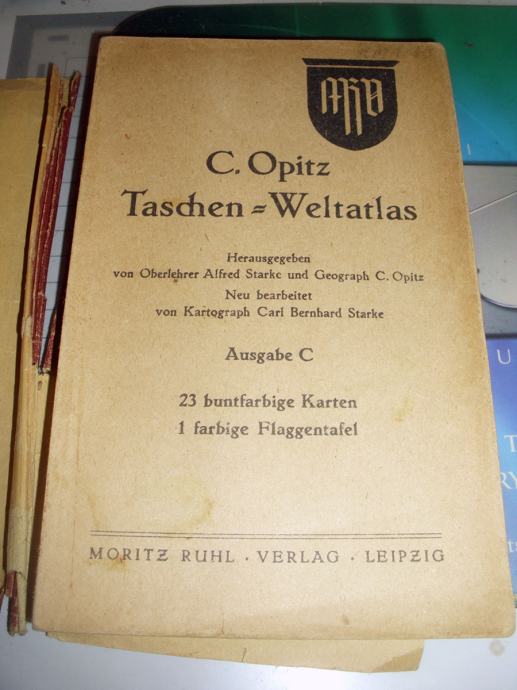 MRV
C. Opitz
Taschen=Weltatlas
Herausgegeben
von Oberlehrer Alfred Starke und Geograph C. Opitz
Neu bearbeitet
von Kartograph Carl Bernhard Starke
Ausgabe C
23 buntfarbige Karten
1 farbige Flaggentafel
MORITZ RUHL · VERLAG · LEIPZIG